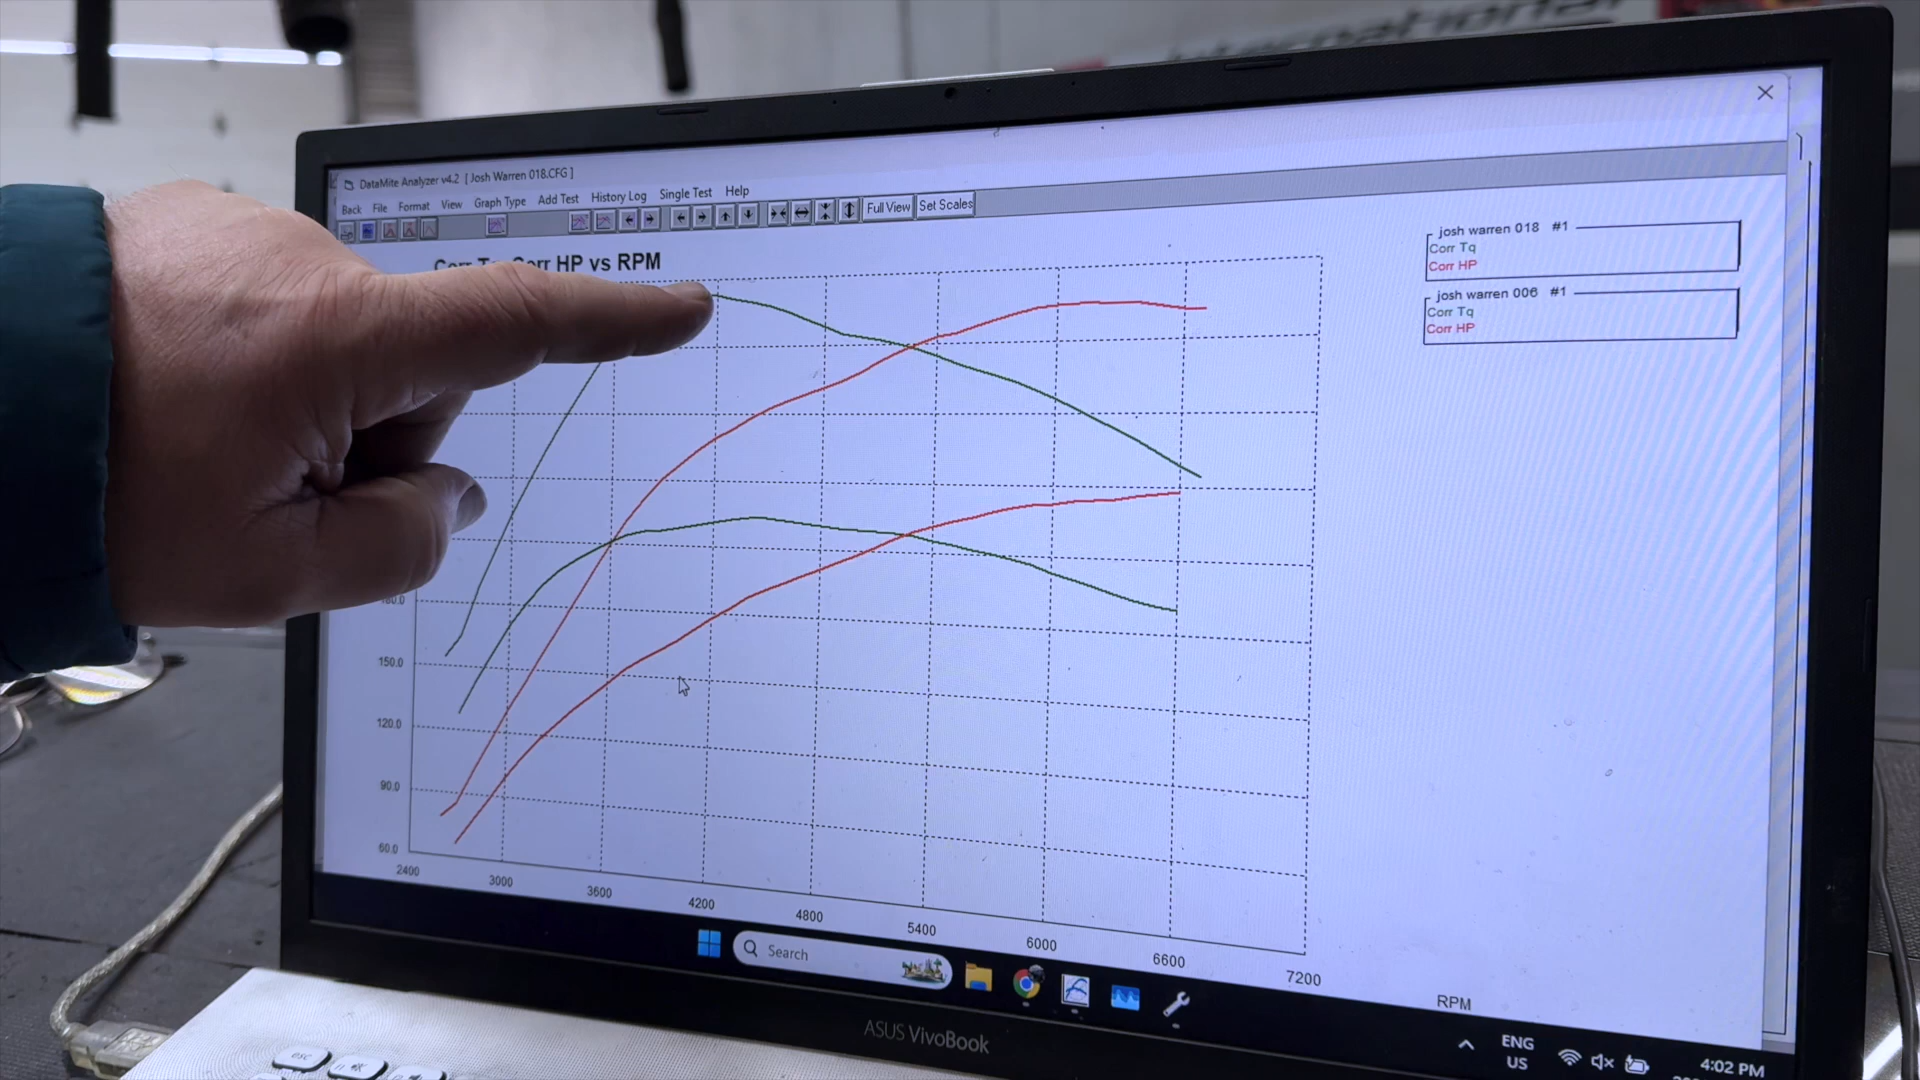 international
DataMite Analyzer v4.2 [ Josh Warren 018.CFG ]
Back File Format View Graph Type Add Test History Log Single Test Help
Full View Set Scales
HP vs RPM
josh warren 018 #1
Corr Tq
Corr HP
josh warren 006 #1
Corr Tq
Corr HP
150.0
120.0
90.0
60.0
2400 3000 3600 4200 4800 5400 6000 6600 7200
RPM
Search
ENG
US
4:02 PM
ASUS VivoBook
esc